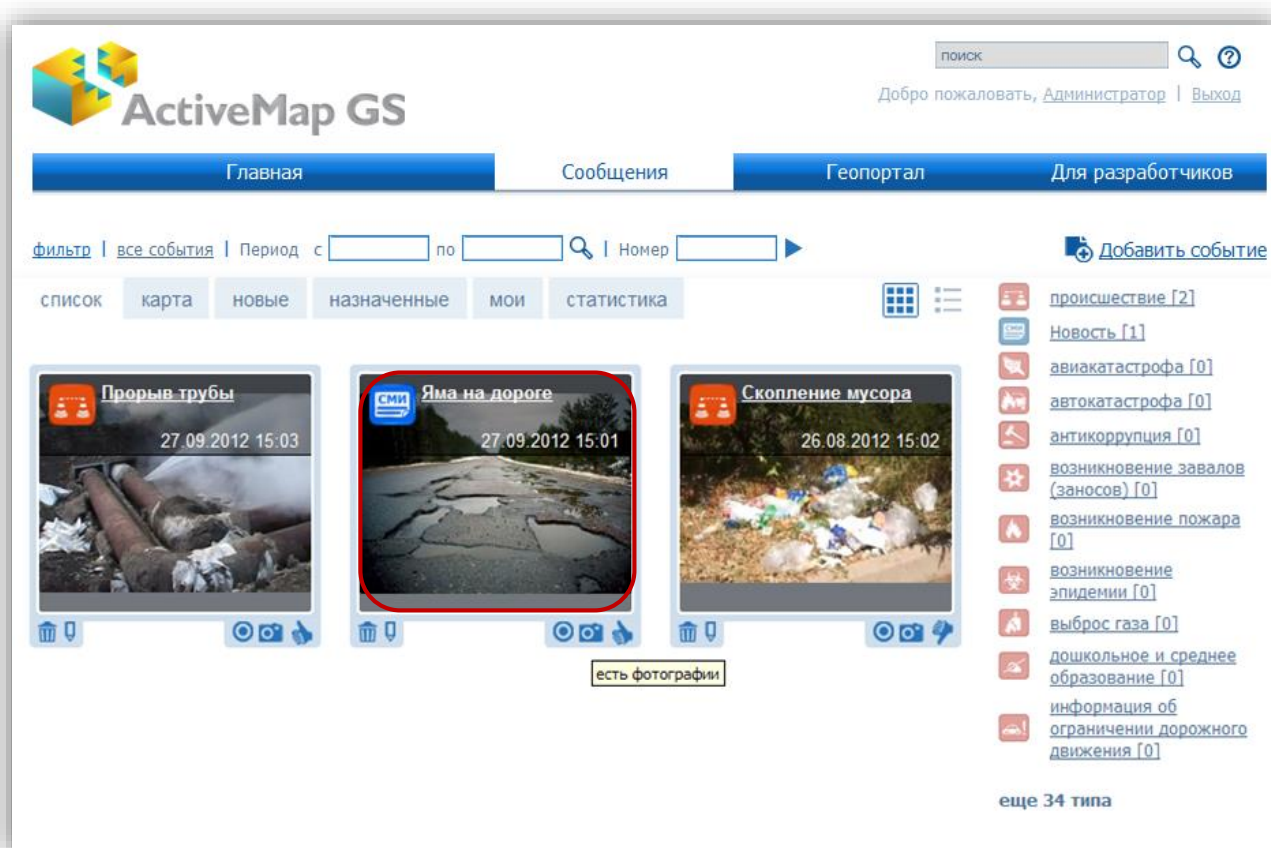 поиск
ActiveMap GS
Добро пожаловать, Администратор | Выход
Главная Сообщения Геопортал Для разработчиков
фильтр | все события | Период с по | Номер Добавить событие
список карта новые назначенные мои статистика
Прорыв трубы
27.09.2012 15:03
СМИ Яма на дороге
27.09.2012 15:01
Скопление мусора
26.08.2012 15:02
есть фотографии
происшествие [2]
СМИ Новость [1]
авиакатастрофа [0]
автокатастрофа [0]
антикоррупция [0]
возникновение завалов
(заносов) [0]
возникновение пожара
[0]
возникновение
эпидемии [0]
выброс газа [0]
дошкольное и среднее
образование [0]
информация об
ограничении дорожного
движения [0]
еще 34 типа